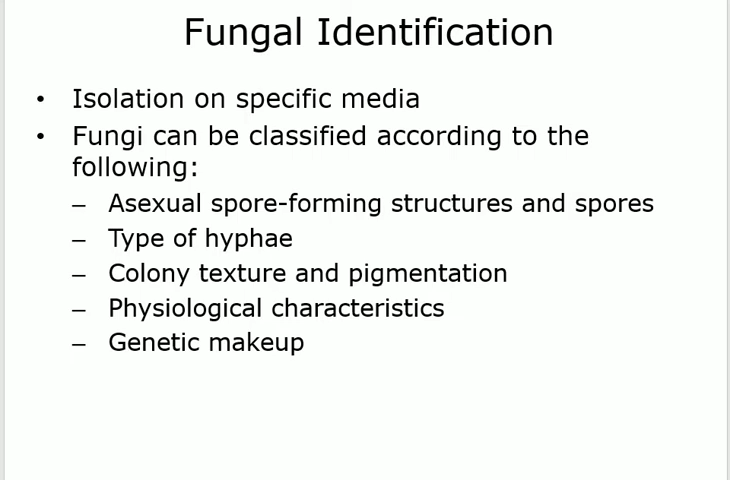 Fungal Identification
• Isolation on specific media
• Fungi can be classified according to the
following:
– Asexual spore-forming structures and spores
– Type of hyphae
– Colony texture and pigmentation
– Physiological characteristics
– Genetic makeup